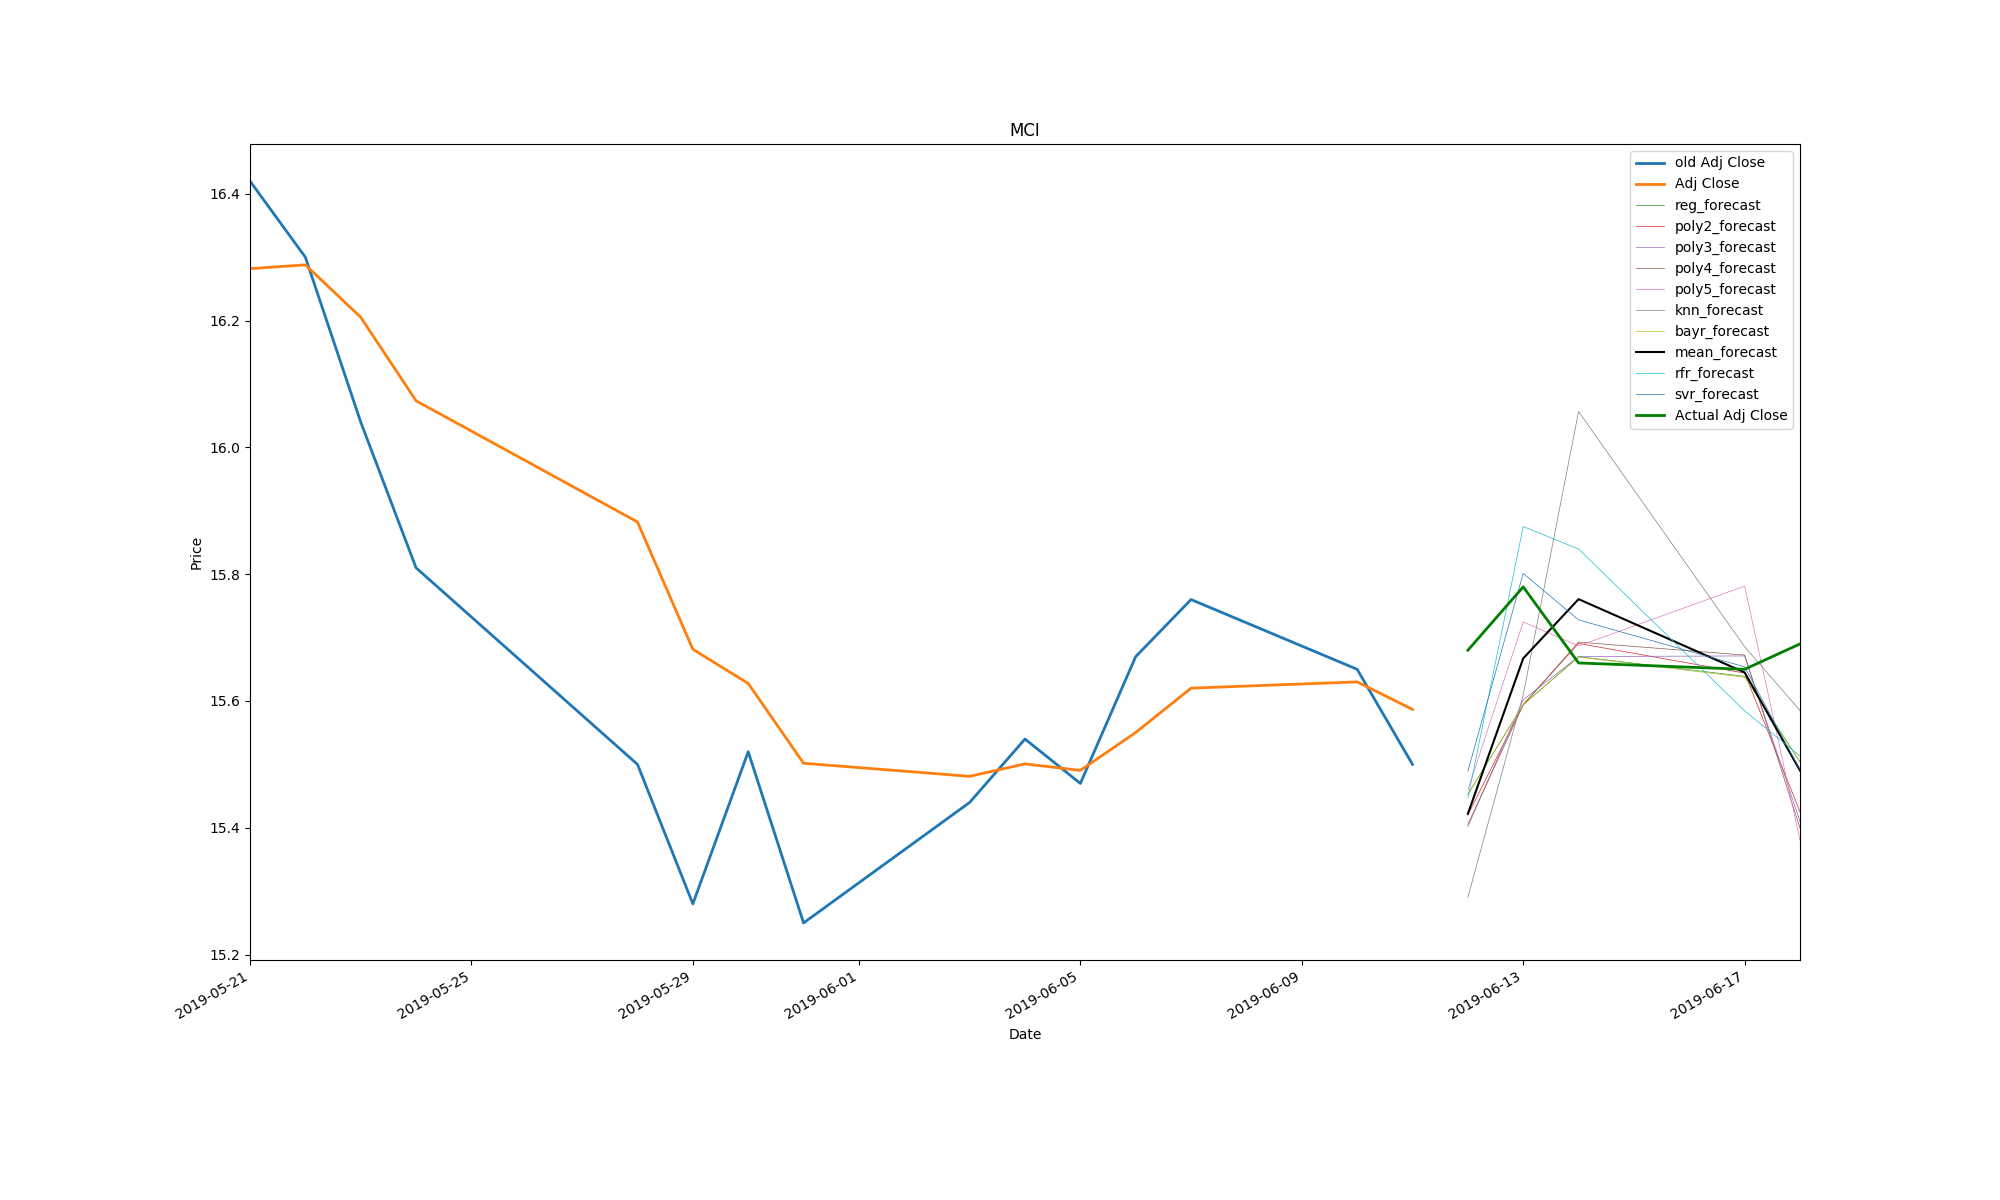 MCI
16.4
16.2
16.0
15.8
15.6
15.4
15.2
Price
old Adj Close
Adj Close
reg_forecast
poly2_forecast
poly3_forecast
poly4_forecast
poly5_forecast
knn_forecast
bayr_forecast
mean_forecast
rfr_forecast
svr_forecast
Actual Adj Close
2019-05-21
2019-05-25
2019-05-29
2019-06-01
2019-06-05
2019-06-09
2019-06-13
2019-06-17
Date